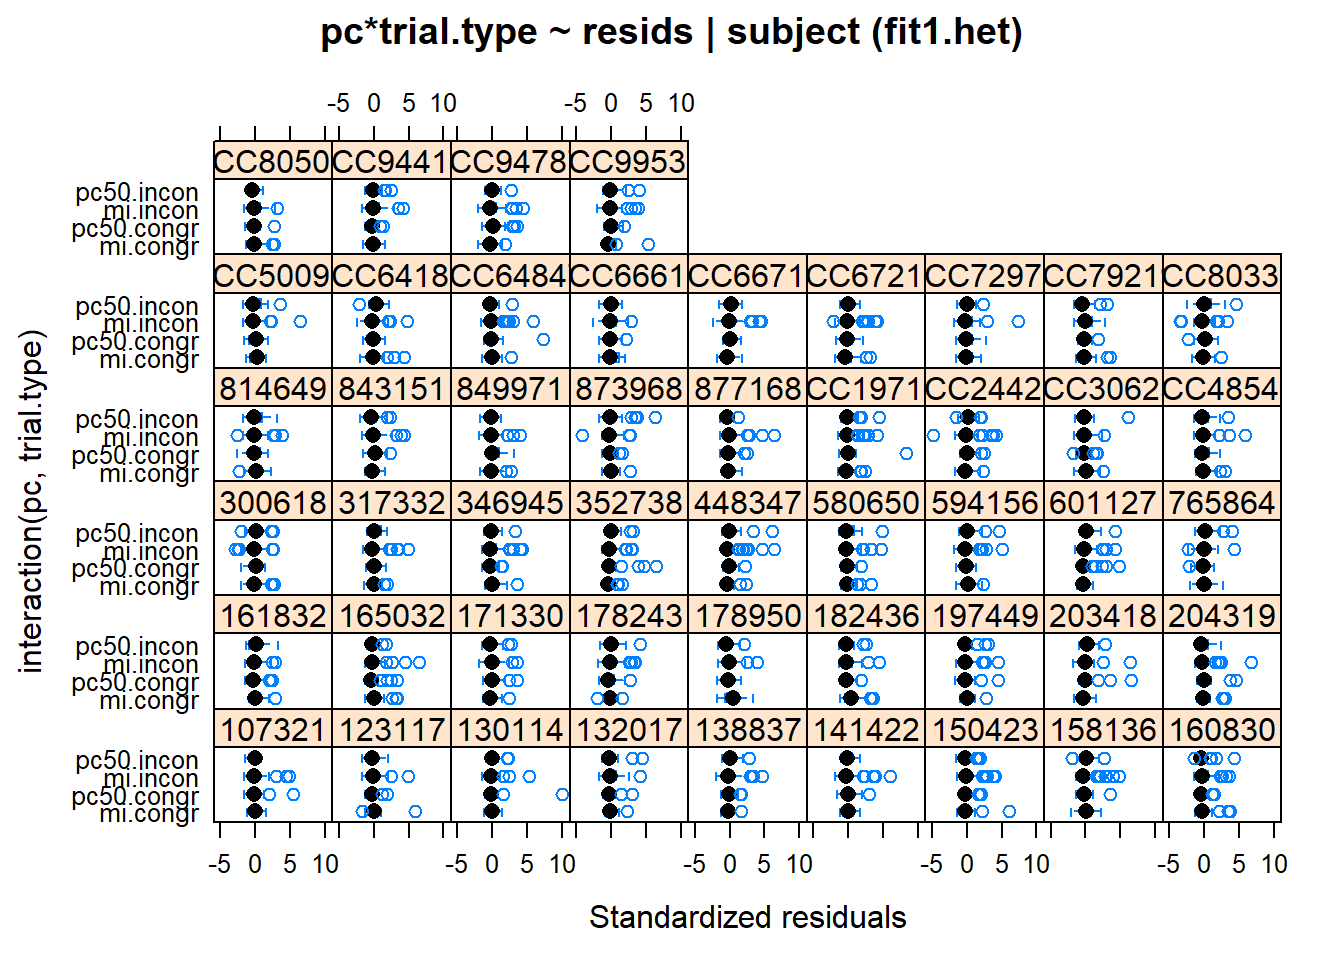 pc*trial.type ~ resids | subject (fit1.het)
-5 0 5 10 -5 0 5 10
CC8050 CC9441 CC9478 CC9953
pc50.incon
mi.incon
pc50.congr
mi.congr
CC5009 CC6418 CC6484 CC6661 CC6671 CC6721 CC7297 CC7921 CC8033
pc50.incon
mi.incon
pc50.congr
mi.congr
814649 843151 849971 873968 877168 CC1971 CC2442 CC3062 CC4854
pc50.incon
mi.incon
pc50.congr
mi.congr
300618 317332 346945 352738 448347 580650 594156 601127 765864
pc50.incon
mi.incon
pc50.congr
mi.congr
161832 165032 171330 178243 178950 182436 197449 203418 204319
pc50.incon
mi.incon
pc50.congr
mi.congr
107321 123117 130114 132017 138837 141422 150423 158136 160830
pc50.incon
mi.incon
pc50.congr
mi.congr
-5 0 5 10 -5 0 5 10 -5 0 5 10 -5 0 5 10 -5 0 5 10
Standardized residuals
interaction(pc, trial.type)